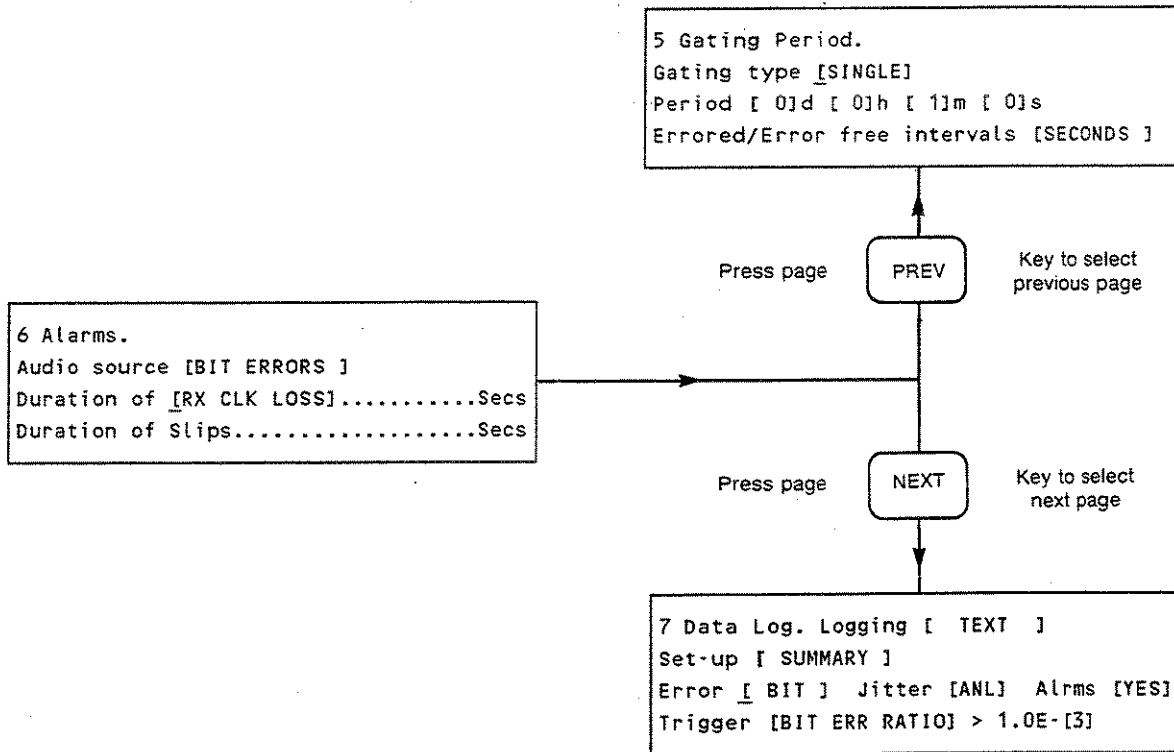 5 Gating Period.
Gating type [SINGLE]
Period [ 0]d [ 0]h [ 1]m [ 0]s
Errored/Error free intervals [SECONDS ]
Press page
PREV
Key to select
previous page
6 Alarms.
Audio source [BIT ERRORS ]
Duration of [RX CLK LOSS]...........Secs
Duration of Slips....................Secs
Press page
NEXT
Key to select
next page
7 Data Log. Logging [  TEXT  ]
Set-up [ SUMMARY ]
Error [ BIT ]  Jitter [ANL]  Alrms [YES]
Trigger [BIT ERR RATIO] > 1.0E-[3]